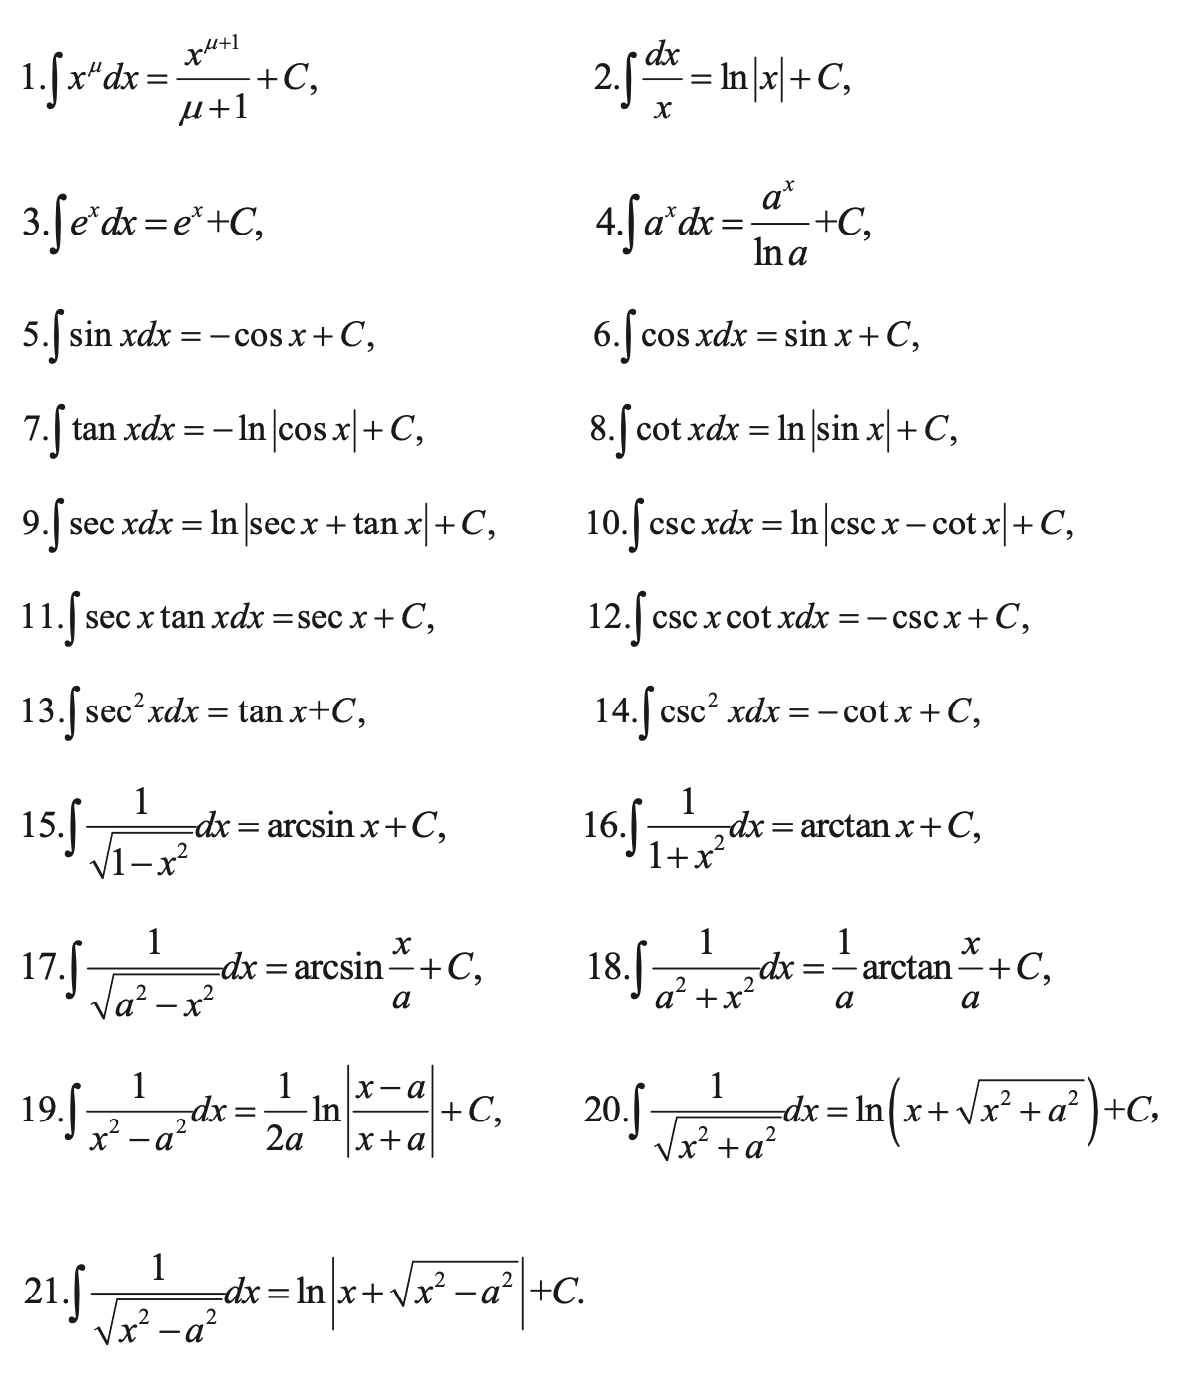 1.∫x^μ dx = x^(μ+1)/(μ+1) + C, 2.∫dx/x = ln|x| + C,
3.∫e^x dx = e^x + C, 4.∫a^x dx = a^x/ln a + C,
5.∫sin xdx = −cos x + C, 6.∫cos xdx = sin x + C,
7.∫tan xdx = −ln|cos x| + C, 8.∫cot xdx = ln|sin x| + C,
9.∫sec xdx = ln|sec x + tan x| + C, 10.∫csc xdx = ln|csc x − cot x| + C,
11.∫sec x tan xdx = sec x + C, 12.∫csc x cot xdx = −csc x + C,
13.∫sec² xdx = tan x + C, 14.∫csc² xdx = −cot x + C,
15.∫1/√(1−x²) dx = arcsin x + C, 16.∫1/(1+x²) dx = arctan x + C,
17.∫1/√(a²−x²) dx = arcsin x/a + C, 18.∫1/(a²+x²) dx = 1/a arctan x/a + C,
19.∫1/(x²−a²) dx = 1/2a ln|(x−a)/(x+a)| + C, 20.∫1/√(x²+a²) dx = ln(x+√(x²+a²)) + C,
21.∫1/√(x²−a²) dx = ln|x+√(x²−a²)| + C.